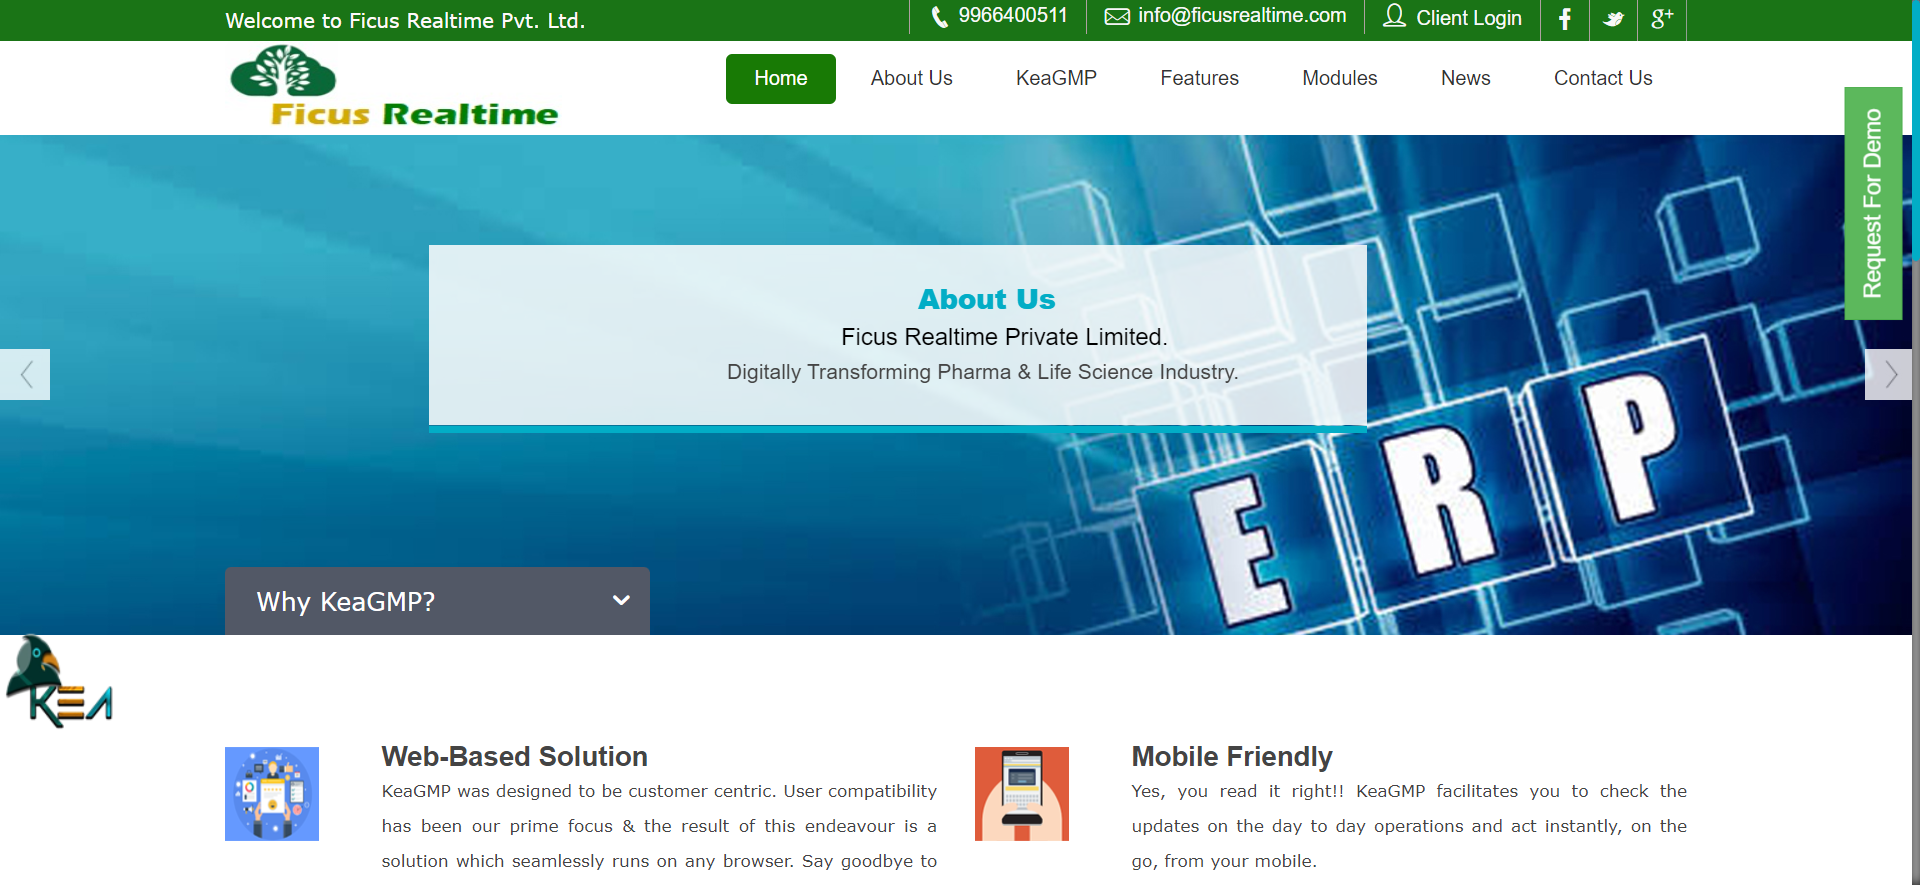 Welcome to Ficus Realtime Pvt. Ltd.
9966400511
info@ficusrealtime.com
Client Login
g+
Ficus Realtime
Home
About Us
KeaGMP
Features
Modules
News
Contact Us
Request For Demo
About Us
Ficus Realtime Private Limited.
Digitally Transforming Pharma & Life Science Industry.
ERP
Why KeaGMP?
KEA
Web-Based Solution
KeaGMP was designed to be customer centric. User compatibility
has been our prime focus & the result of this endeavour is a
solution which seamlessly runs on any browser. Say goodbye to
Mobile Friendly
Yes, you read it right!! KeaGMP facilitates you to check the
updates on the day to day operations and act instantly, on the
go, from your mobile.